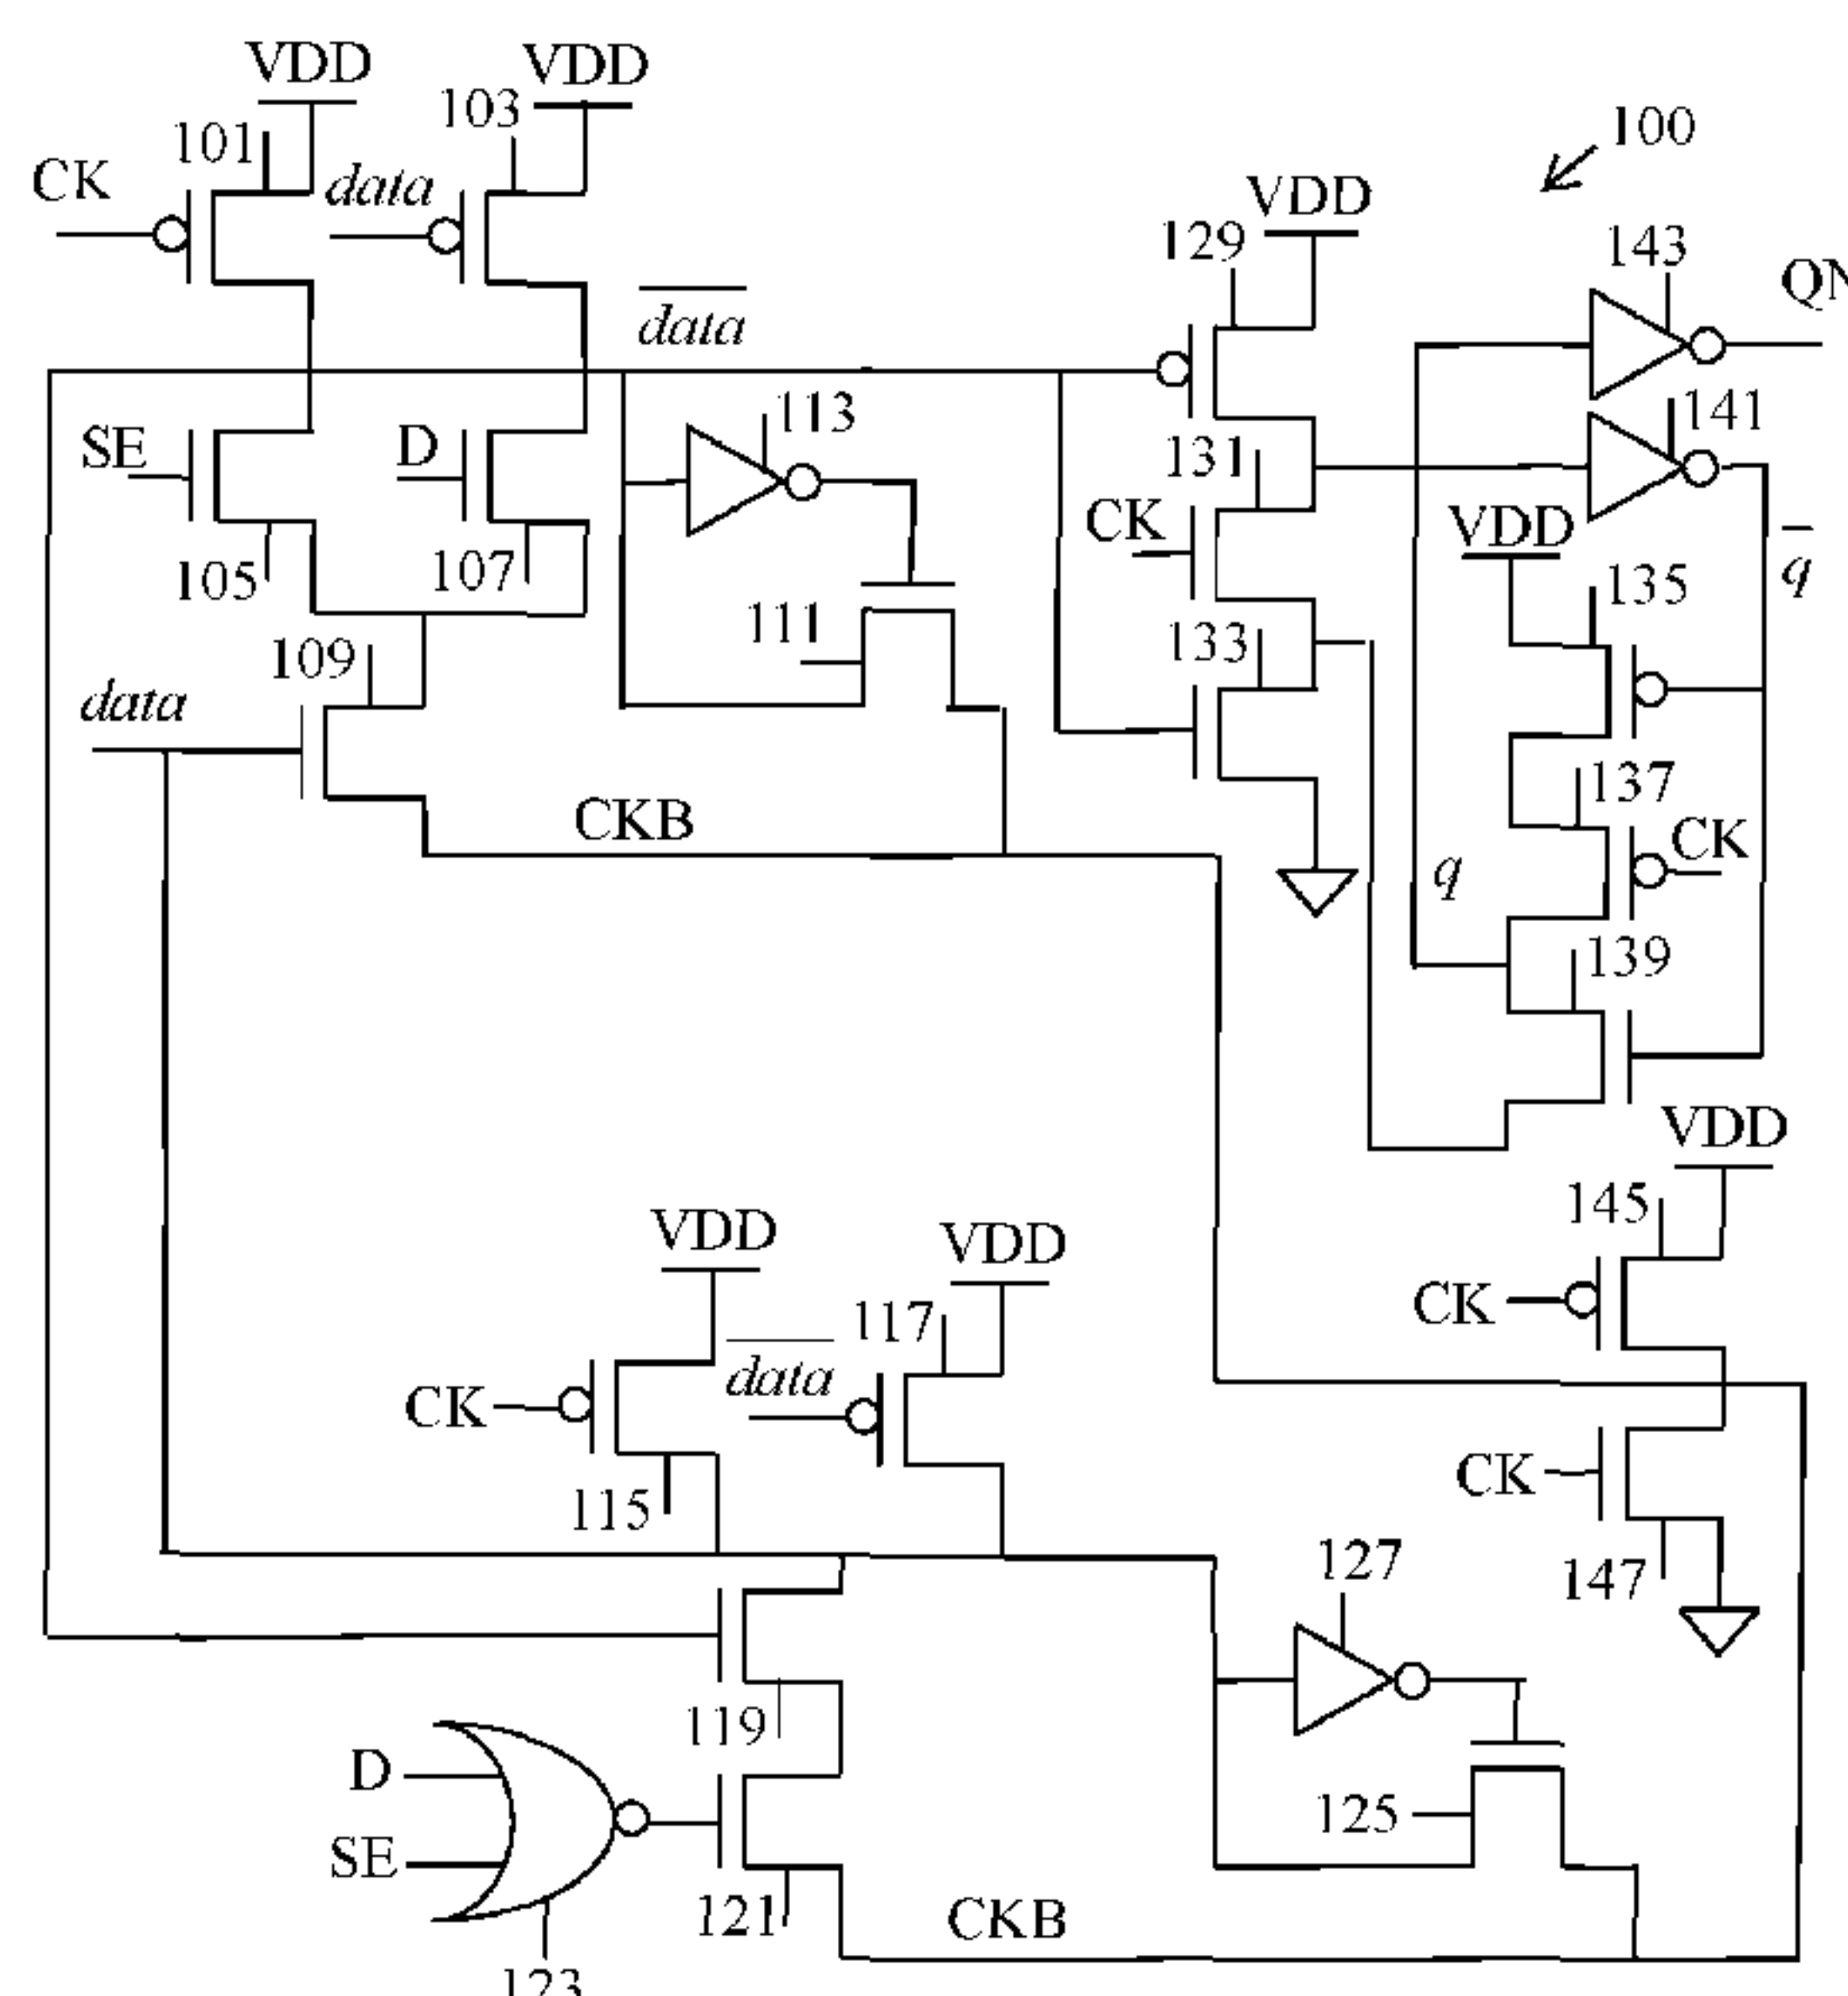 VDD
VDD
101
103
100
CK
data
VDD
129
143
QN
data
113
141
SE
D
131
VDD
CK
q
105
107
135
111
109
133
data
137
CKB
CK
q
139
VDD
145
VDD
VDD
117
CK
data
CK
CK
115
127
147
119
D
125
SE
121
CKB
123